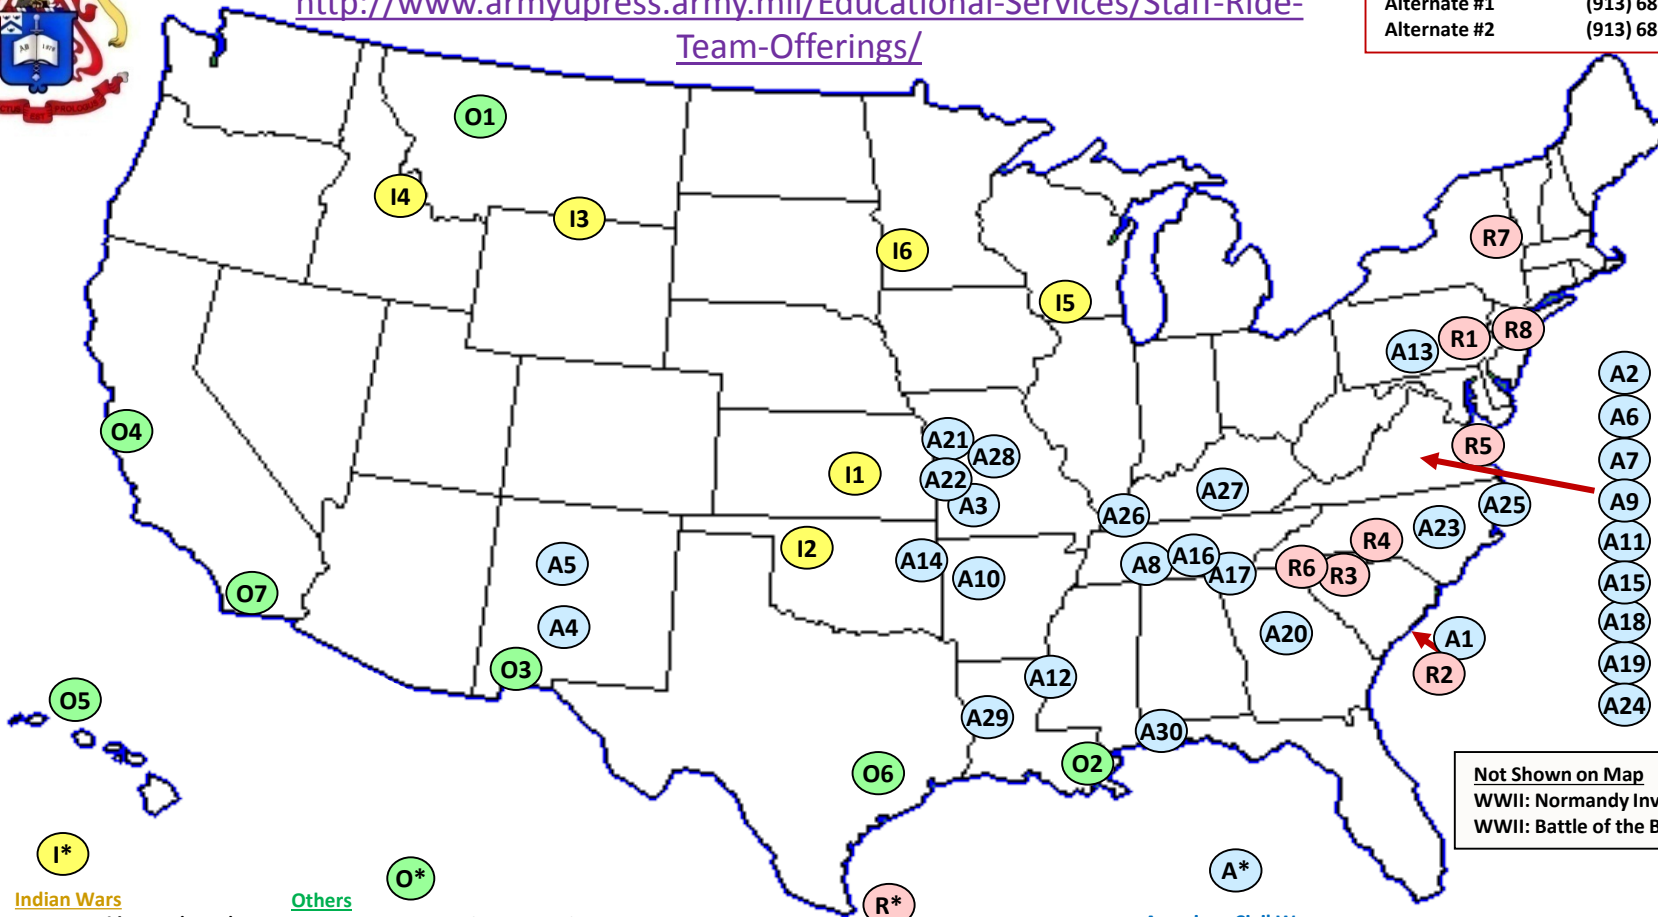 http://www.armyupress.army.mil/Educational-Services/Staff-Ride-
Team-Offerings/
Alternate #1 (913) 68
Alternate #2 (913) 68
EST PROLOGUS
O1
I4
I3
I6
I5
R7
R1
R8
A13
A2
A6
A7
A9
A11
A15
A18
A19
A24
O4
A21
A28
A22
A3
I1
R5
A27
A26
A25
A23
I2
A5
A14
A10
A8
A16
A17
R4
R6
R3
O7
A4
A20
A1
R2
O3
A12
O5
A29
A30
O6
O2
Not Shown on Map
WWII: Normandy Inv
WWII: Battle of the B
I*
O*
A*
R*
Indian Wars
Others